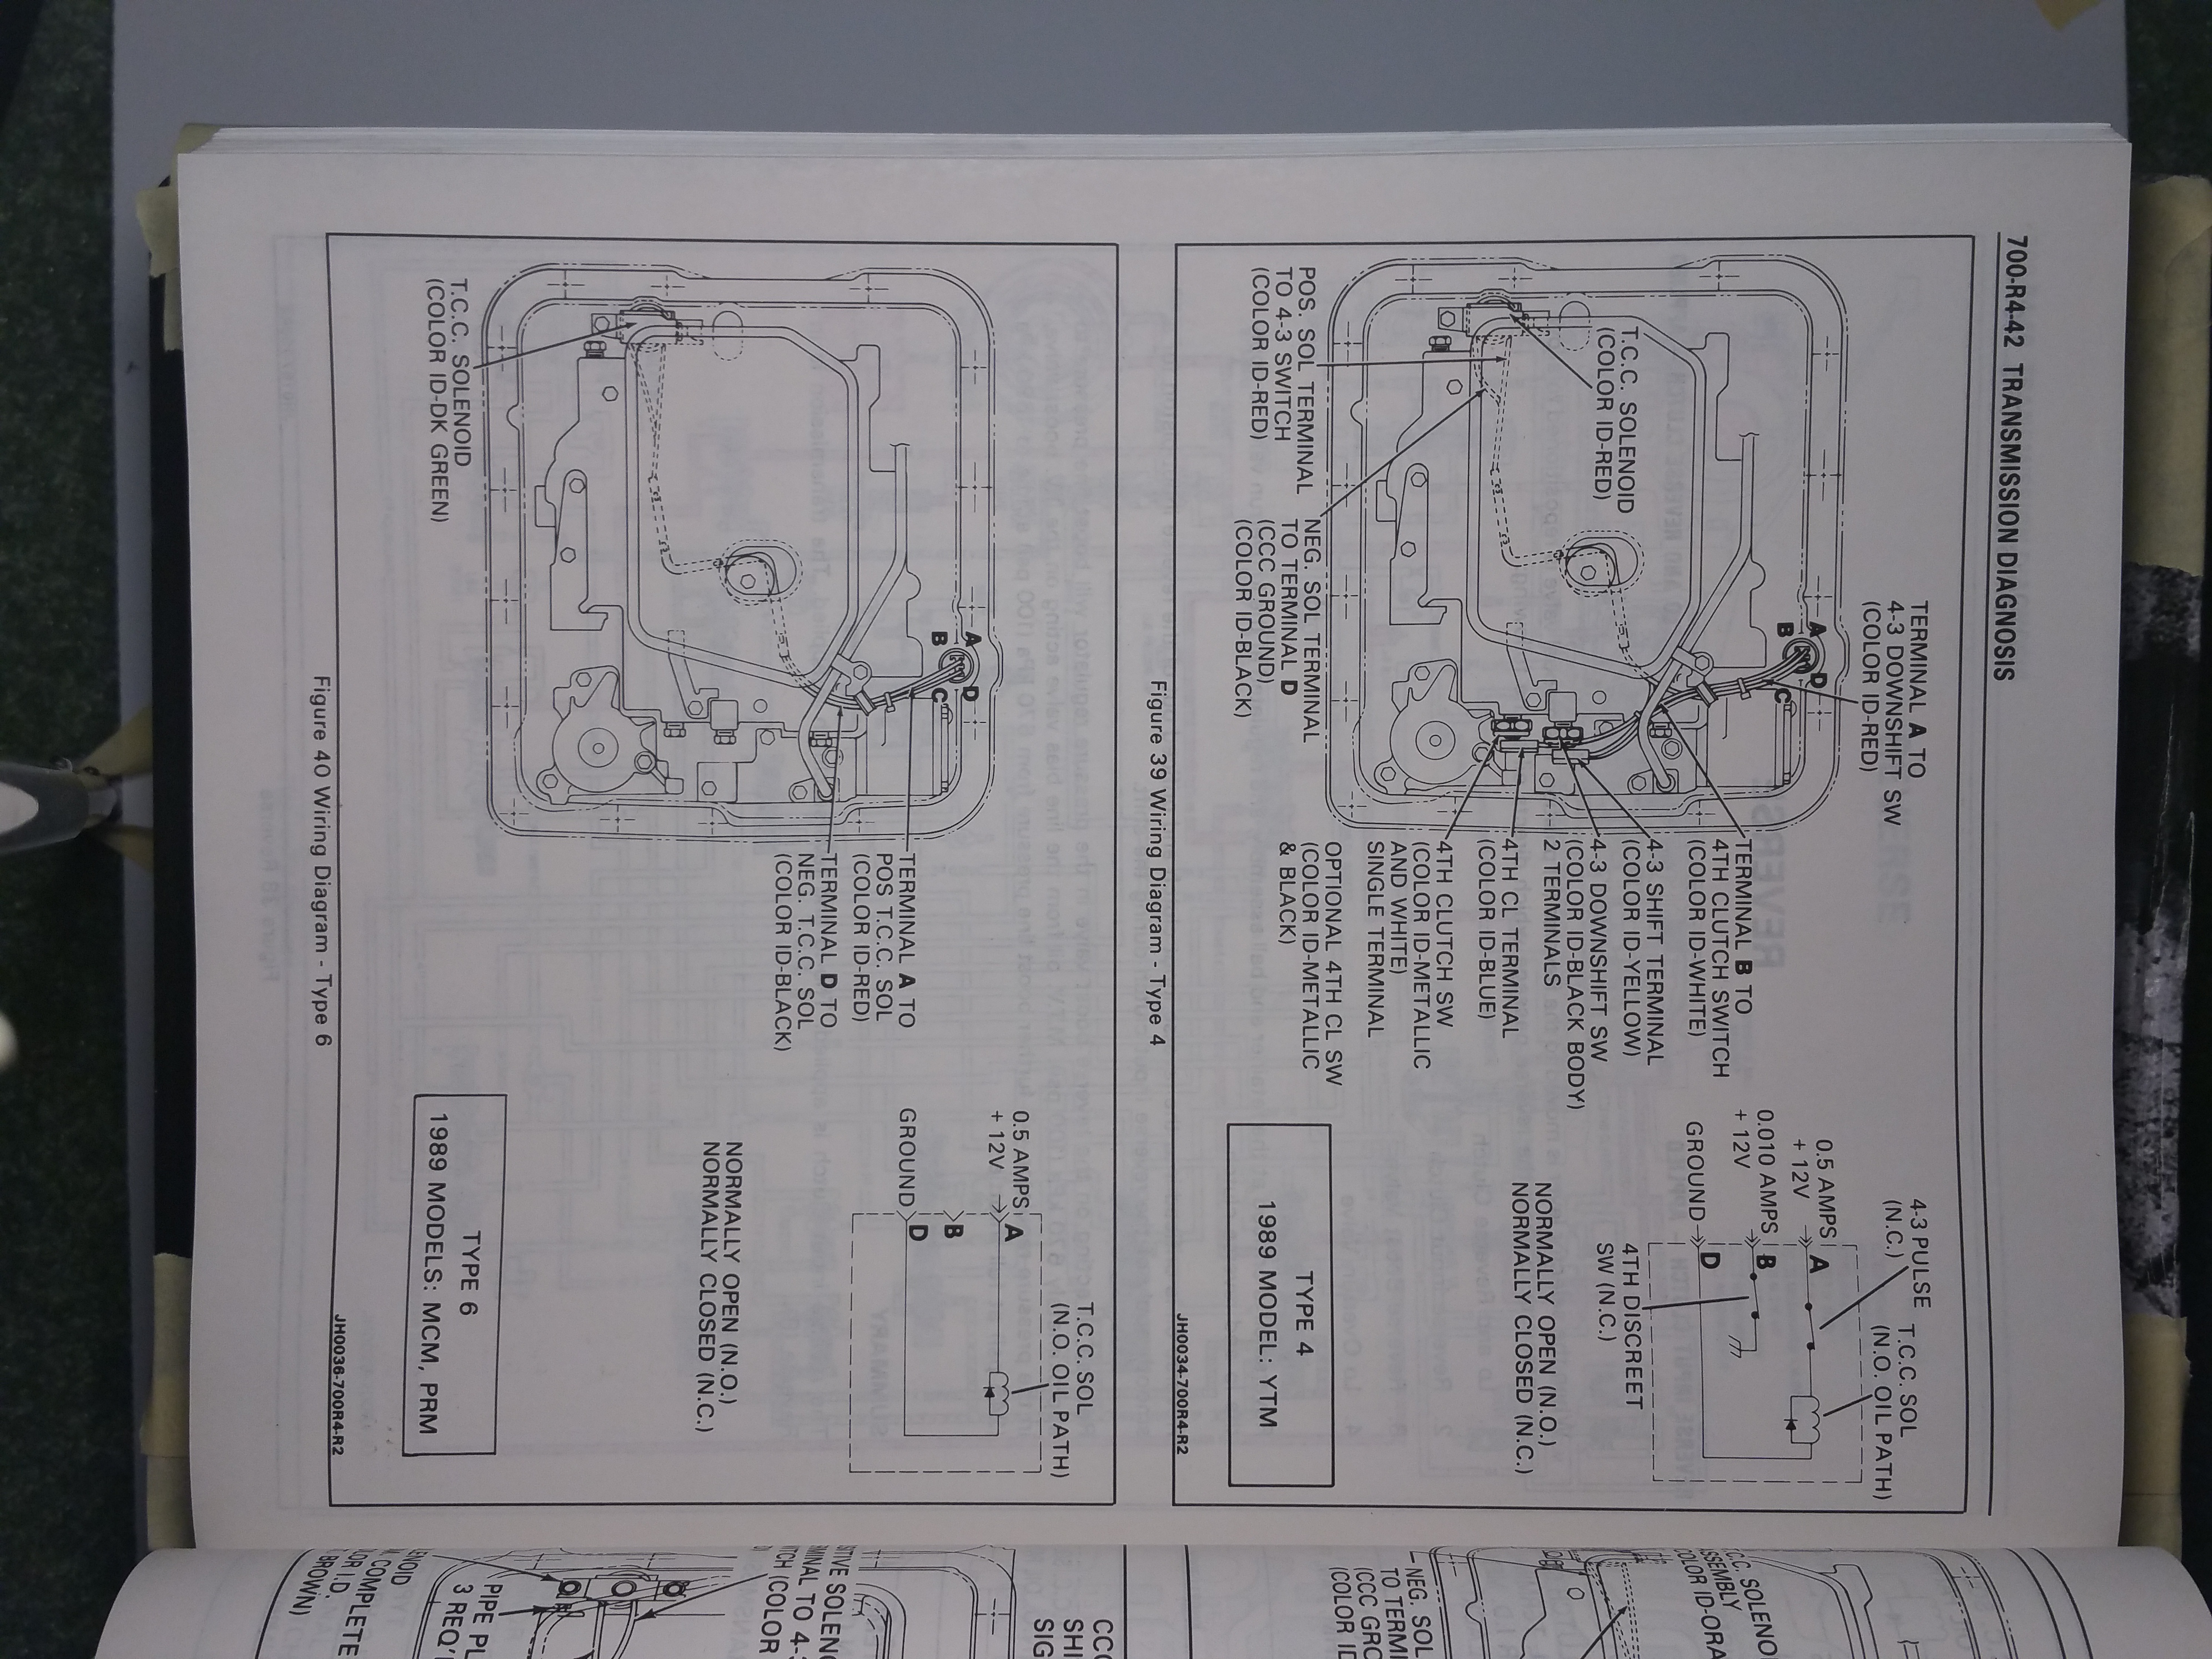 700-R4-42 TRANSMISSION DIAGNOSIS
TERMINAL A TO
4-3 DOWNSHIFT SW
(COLOR ID-RED)
A
B
D
C
T.C.C. SOLENOID
(COLOR ID-RED)
POS. SOL TERMINAL
TO 4-3 SWITCH
(COLOR ID-RED)
NEG. SOL TERMINAL
TO TERMINAL D
(CCC GROUND)
(COLOR ID-BLACK)
TERMINAL B TO
4TH CLUTCH SWITCH
(COLOR ID-WHITE)
4-3 SHIFT TERMINAL
(COLOR ID-YELLOW)
4-3 DOWNSHIFT SW
(COLOR ID-BLACK BODY)
2 TERMINALS
4TH CL TERMINAL
(COLOR ID-BLUE)
4TH CLUTCH SW
(COLOR ID-METALLIC
AND WHITE)
SINGLE TERMINAL
OPTIONAL 4TH CL SW
(COLOR ID-METALLIC
& BLACK)
4-3 PULSE
(N.C.)
T.C.C. SOL
(N.O. OIL PATH)
0.5 AMPS
+ 12V
A
0.010 AMPS
+ 12V
B
GROUND
D
4TH DISCREET
SW (N.C.)
NORMALLY OPEN (N.O.)
NORMALLY CLOSED (N.C.)
TYPE 4
1989 MODEL: YTM
JH0034-700R4-R2
Figure 39 Wiring Diagram - Type 4
A
B
D
C
T.C.C. SOLENOID
(COLOR ID-DK GREEN)
TERMINAL A TO
POS T.C.C. SOL
(COLOR ID-RED)
TERMINAL D TO
NEG. T.C.C. SOL
(COLOR ID-BLACK)
T.C.C. SOL
(N.O. OIL PATH)
0.5 AMPS
+ 12V
A
B
GROUND
D
NORMALLY OPEN (N.O.)
NORMALLY CLOSED (N.C.)
TYPE 6
1989 MODELS: MCM, PRM
JH0036-700R4-R2
Figure 40 Wiring Diagram - Type 6
NEG. SOL
COMPLETE
BROWN)
PIPE
3